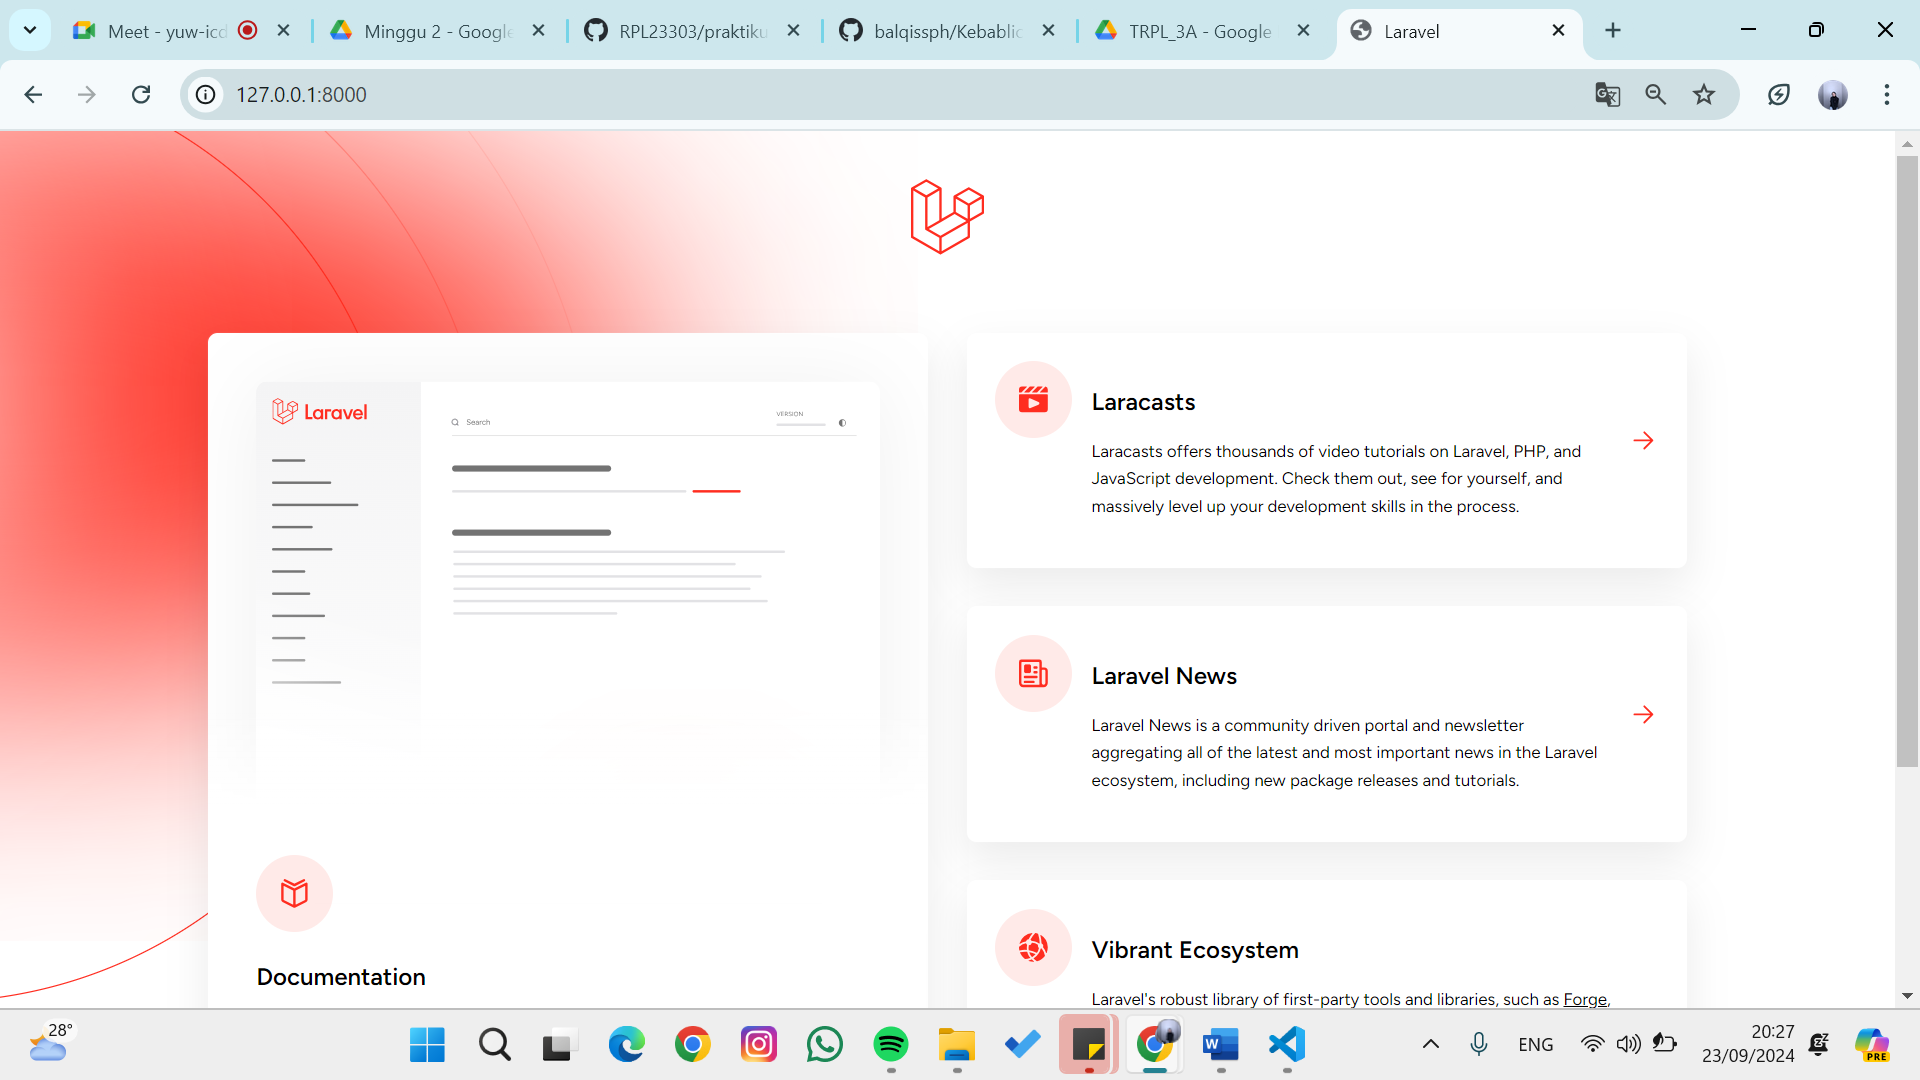 Meet - yuw-icd
Minggu 2 - Google
RPL23303/praktiku
balqissph/Kebablic
TRPL_3A - Google
Laravel
127.0.0.1:8000
Laravel
Search
VERSION
Documentation
Laracasts
Laracasts offers thousands of video tutorials on Laravel, PHP, and
JavaScript development. Check them out, see for yourself, and
massively level up your development skills in the process.
Laravel News
Laravel News is a community driven portal and newsletter
aggregating all of the latest and most important news in the Laravel
ecosystem, including new package releases and tutorials.
Vibrant Ecosystem
Laravel's robust library of first-party tools and libraries, such as Forge,
28°
ENG
20:27
23/09/2024
PRE